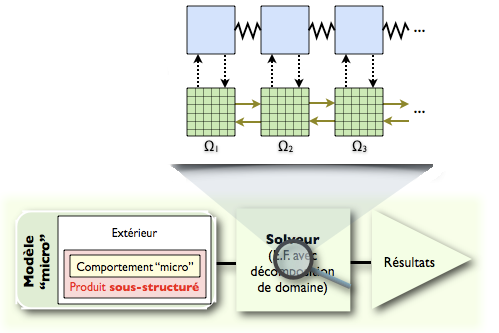 ...
...
Ω1 Ω2 Ω3
Modèle
“micro”
Extérieur
Comportement “micro”
Produit sous-structuré
Solveur
(E.F. avec
décomposition
de domaine)
Résultats